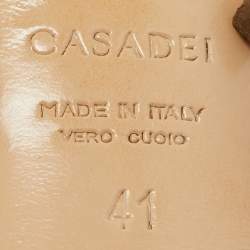 CASADEI
MADE IN ITALY
VERO CUOIO
41